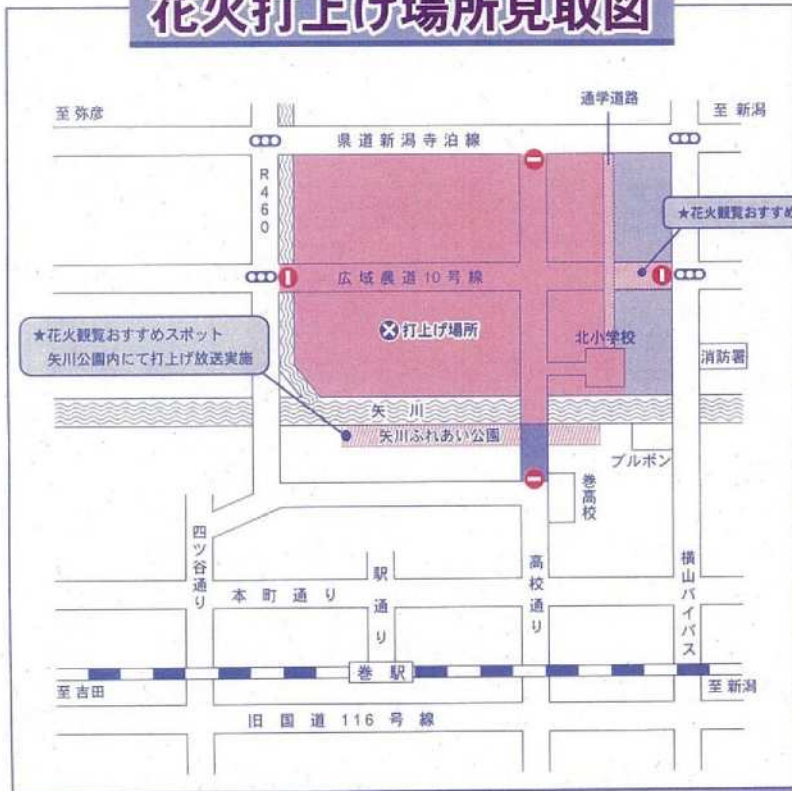 花火打上げ場所見取図
通学道路
至 弥彦
至 新潟
県道新潟寺泊線
R460
★花火観覧おすすめ
広域農道10号線
打上げ場所
★花火観覧おすすめスポット
矢川公園内にて打上げ放送実施
北小学校
消防署
矢川
矢川ふれあい公園
ブルボン
巻高校
四ツ谷通り
駅通り
高校通り
横山バイパス
本町通り
巻駅
至 吉田
至 新潟
旧国道116号線